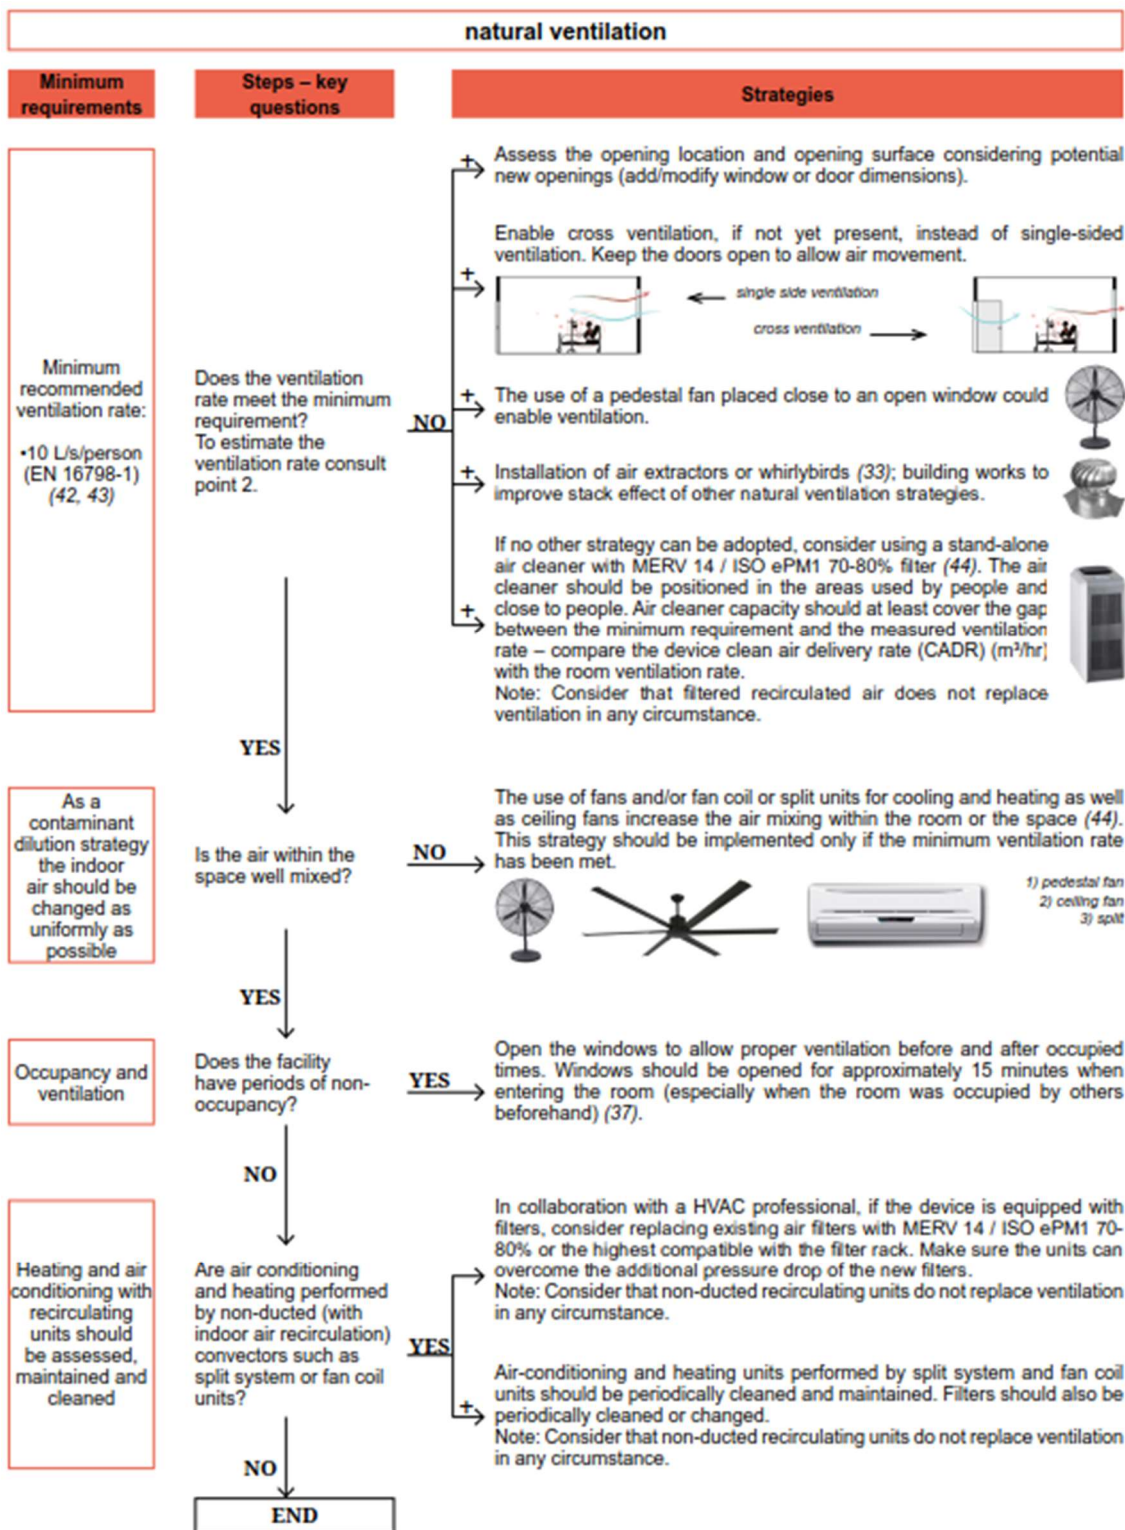 natural ventilation
Minimum
requirements
Steps – key
questions
Strategies
Minimum
recommended
ventilation rate:
•10 L/s/person
(EN 16798-1)
(42, 43)
Does the ventilation
rate meet the minimum
requirement?
To estimate the
ventilation rate consult
point 2.
NO
+
Assess the opening location and opening surface considering potential
new openings (add/modify window or door dimensions).
+
Enable cross ventilation, if not yet present, instead of single-sided
ventilation. Keep the doors open to allow air movement.
single side ventilation
cross ventilation
+
The use of a pedestal fan placed close to an open window could
enable ventilation.
+
Installation of air extractors or whirlybirds (33); building works to
improve stack effect of other natural ventilation strategies.
+
If no other strategy can be adopted, consider using a stand-alone
air cleaner with MERV 14 / ISO ePM1 70-80% filter (44). The air
cleaner should be positioned in the areas used by people and
close to people. Air cleaner capacity should at least cover the gap
between the minimum requirement and the measured ventilation
rate – compare the device clean air delivery rate (CADR) (m³/hr)
with the room ventilation rate.
Note: Consider that filtered recirculated air does not replace
ventilation in any circumstance.
YES
As a
contaminant
dilution strategy
the indoor
air should be
changed as
uniformly as
possible
Is the air within the
space well mixed?
NO
The use of fans and/or fan coil or split units for cooling and heating as well
as ceiling fans increase the air mixing within the room or the space (44).
This strategy should be implemented only if the minimum ventilation rate
has been met.
1) pedestal fan
2) ceiling fan
3) split
YES
Occupancy and
ventilation
Does the facility
have periods of non-
occupancy?
YES
Open the windows to allow proper ventilation before and after occupied
times. Windows should be opened for approximately 15 minutes when
entering the room (especially when the room was occupied by others
beforehand) (37).
NO
Heating and air
conditioning with
recirculating
units should
be assessed,
maintained and
cleaned
Are air conditioning
and heating performed
by non-ducted (with
indoor air recirculation)
convectors such as
split system or fan coil
units?
YES
In collaboration with a HVAC professional, if the device is equipped with
filters, consider replacing existing air filters with MERV 14 / ISO ePM1 70-
80% or the highest compatible with the filter rack. Make sure the units can
overcome the additional pressure drop of the new filters.
Note: Consider that non-ducted recirculating units do not replace ventilation
in any circumstance.
+
Air-conditioning and heating units performed by split system and fan coil
units should be periodically cleaned and maintained. Filters should also be
periodically cleaned or changed.
Note: Consider that non-ducted recirculating units do not replace ventilation
in any circumstance.
NO
END